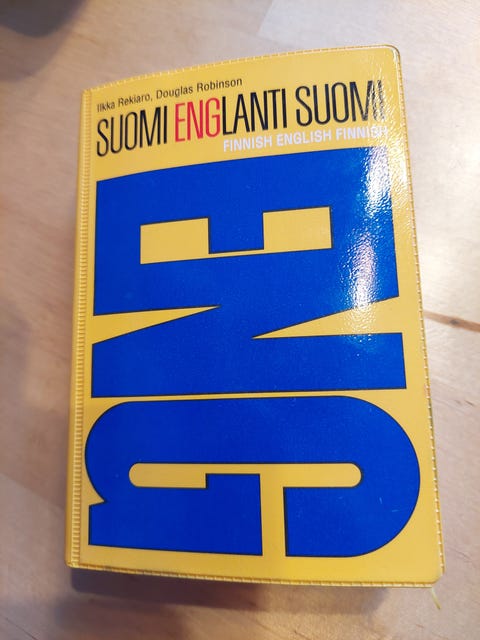 Ilkka Rekiaro, Douglas Robinson
SUOMI ENGLANTI SUOMI
FINNISH ENGLISH FINNISH
ENG